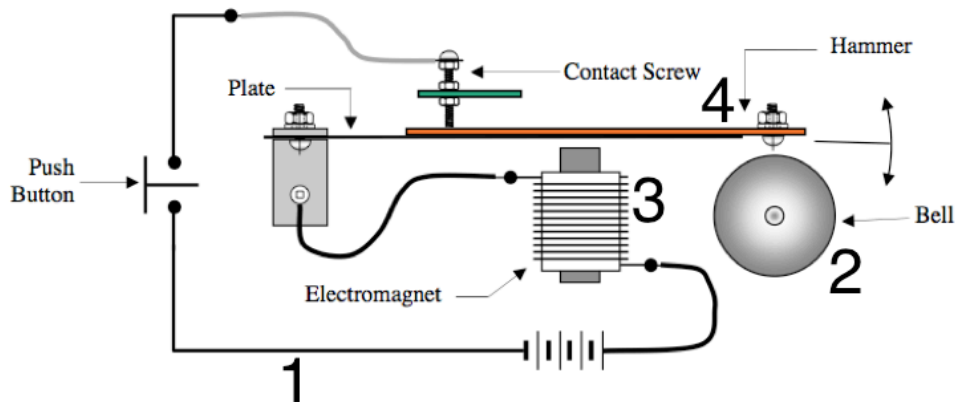 Hammer
Contact Screw
Plate
4
Push
Button
3
Bell
2
Electromagnet
1